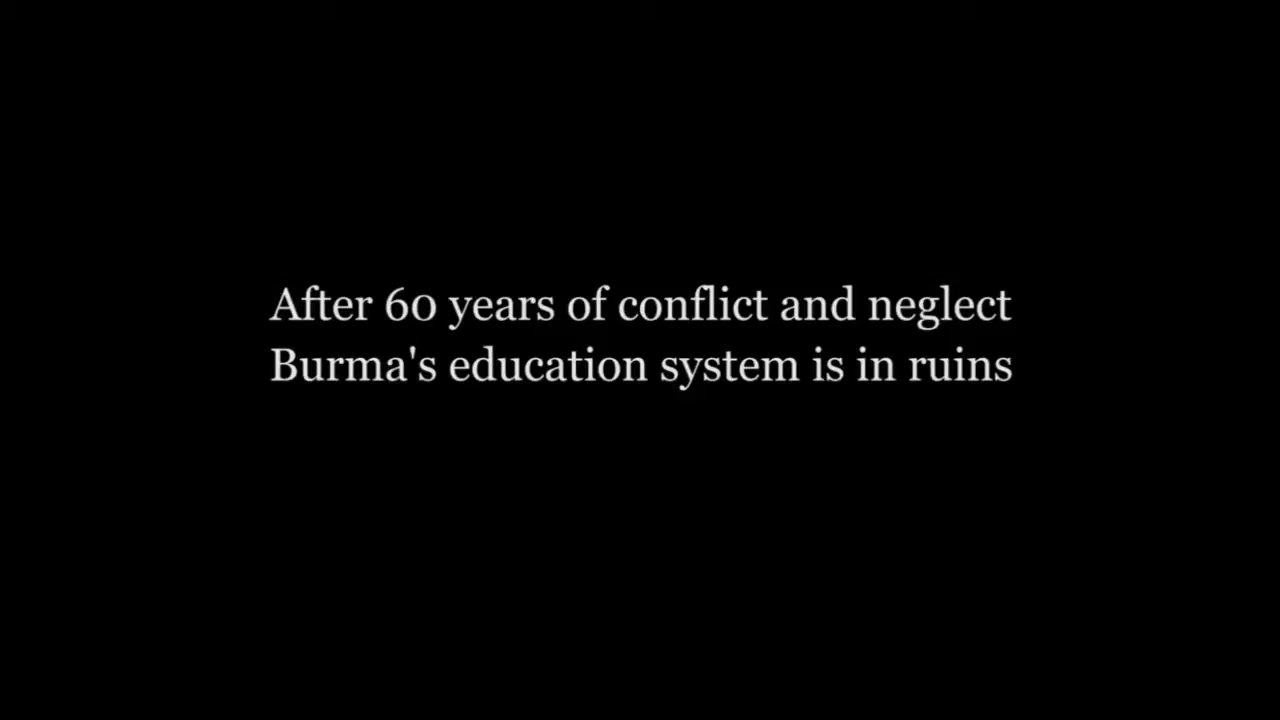 After 60 years of conflict and neglect
Burma's education system is in ruins